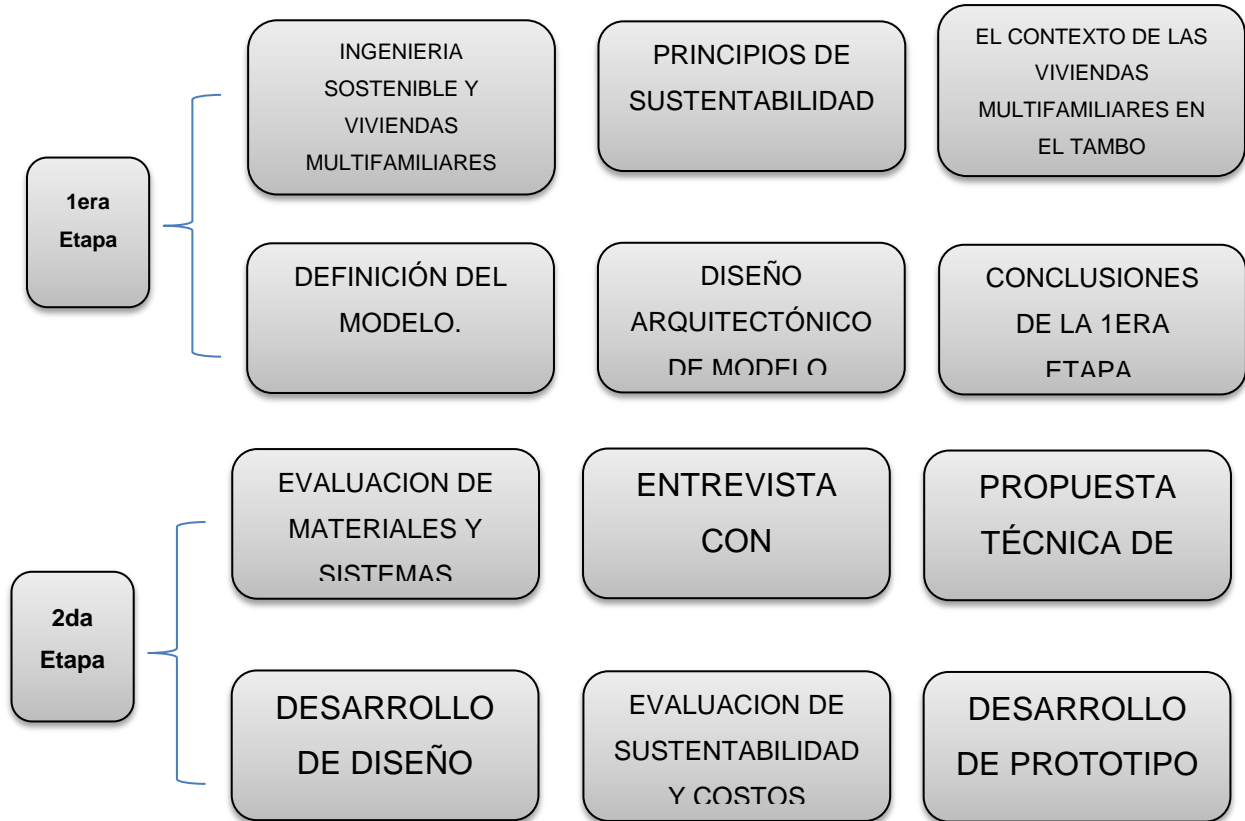 1era
Etapa
INGENIERIA
SOSTENIBLE Y
VIVIENDAS
MULTIFAMILIARES
PRINCIPIOS DE
SUSTENTABILIDAD
EL CONTEXTO DE LAS
VIVIENDAS
MULTIFAMILIARES EN
EL TAMBO
DEFINICIÓN DEL
MODELO.
DISEÑO
ARQUITECTÓNICO
DE MODELO
CONCLUSIONES
DE LA 1ERA
ETAPA
2da
Etapa
EVALUACION DE
MATERIALES Y
SISTEMAS
ENTREVISTA
CON
PROPUESTA
TÉCNICA DE
DESARROLLO
DE DISEÑO
EVALUACION DE
SUSTENTABILIDAD
Y COSTOS
DESARROLLO
DE PROTOTIPO